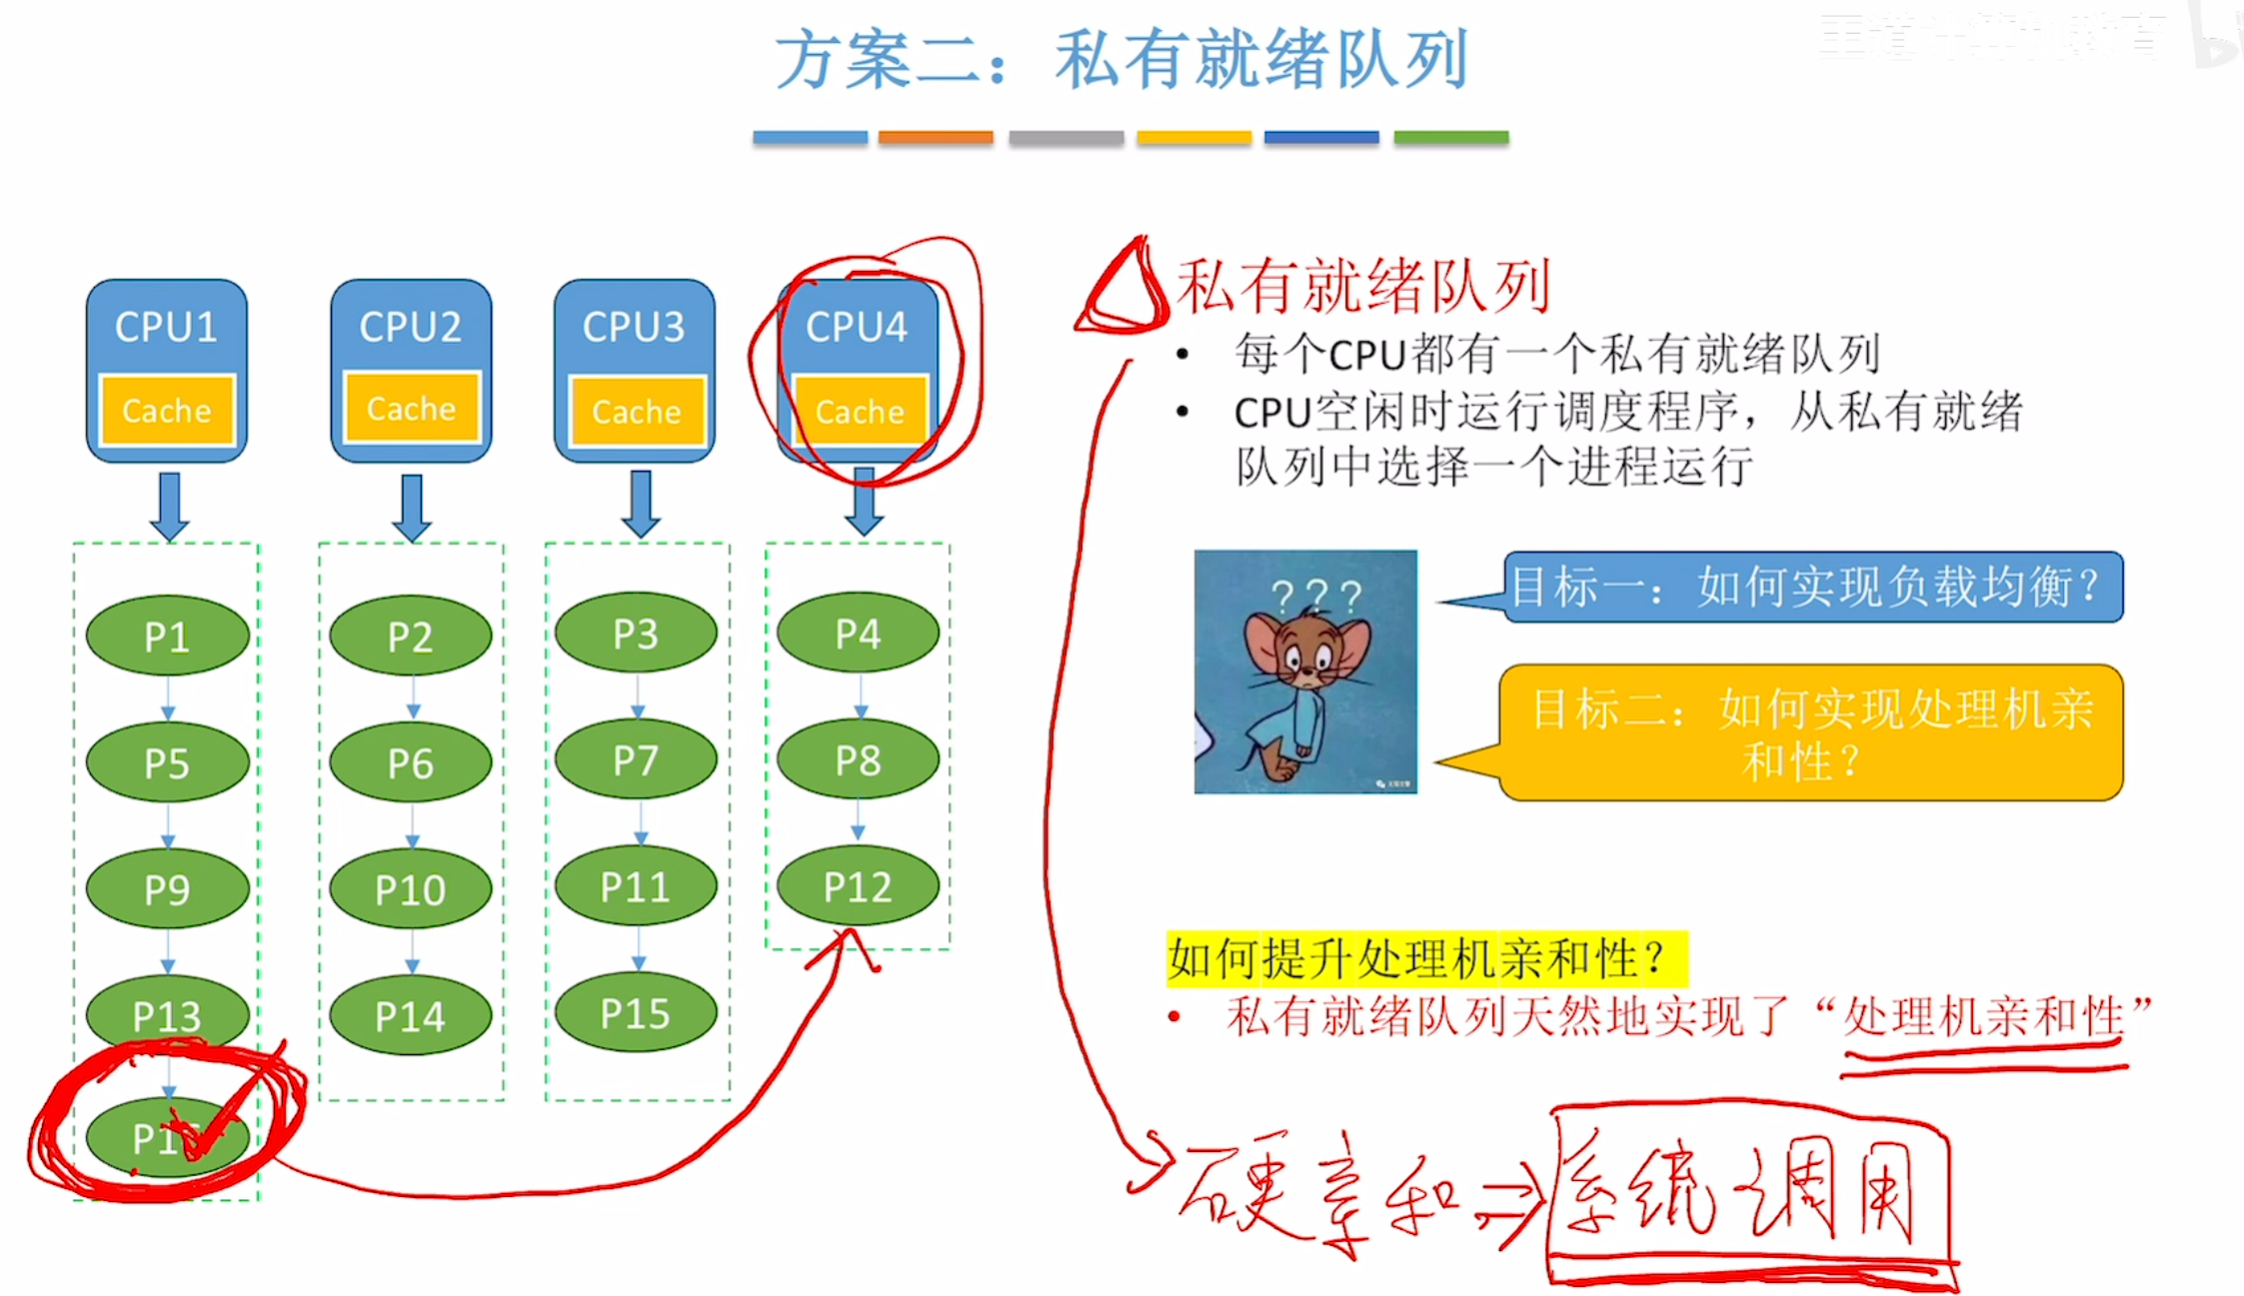 方案二：私有就绪队列
CPU1
Cache
CPU2
Cache
CPU3
Cache
CPU4
Cache
P1
P5
P9
P13
P2
P6
P10
P14
P3
P7
P11
P15
P4
P8
P12
私有就绪队列
• 每个CPU都有一个私有就绪队列
• CPU空闲时运行调度程序，从私有就绪
队列中选择一个进程运行
? ? ?
目标一：如何实现负载均衡？
目标二：如何实现处理机亲
和性？
如何提升处理机亲和性？
• 私有就绪队列天然地实现了“处理机亲和性”
硬亲和⇒系统调用